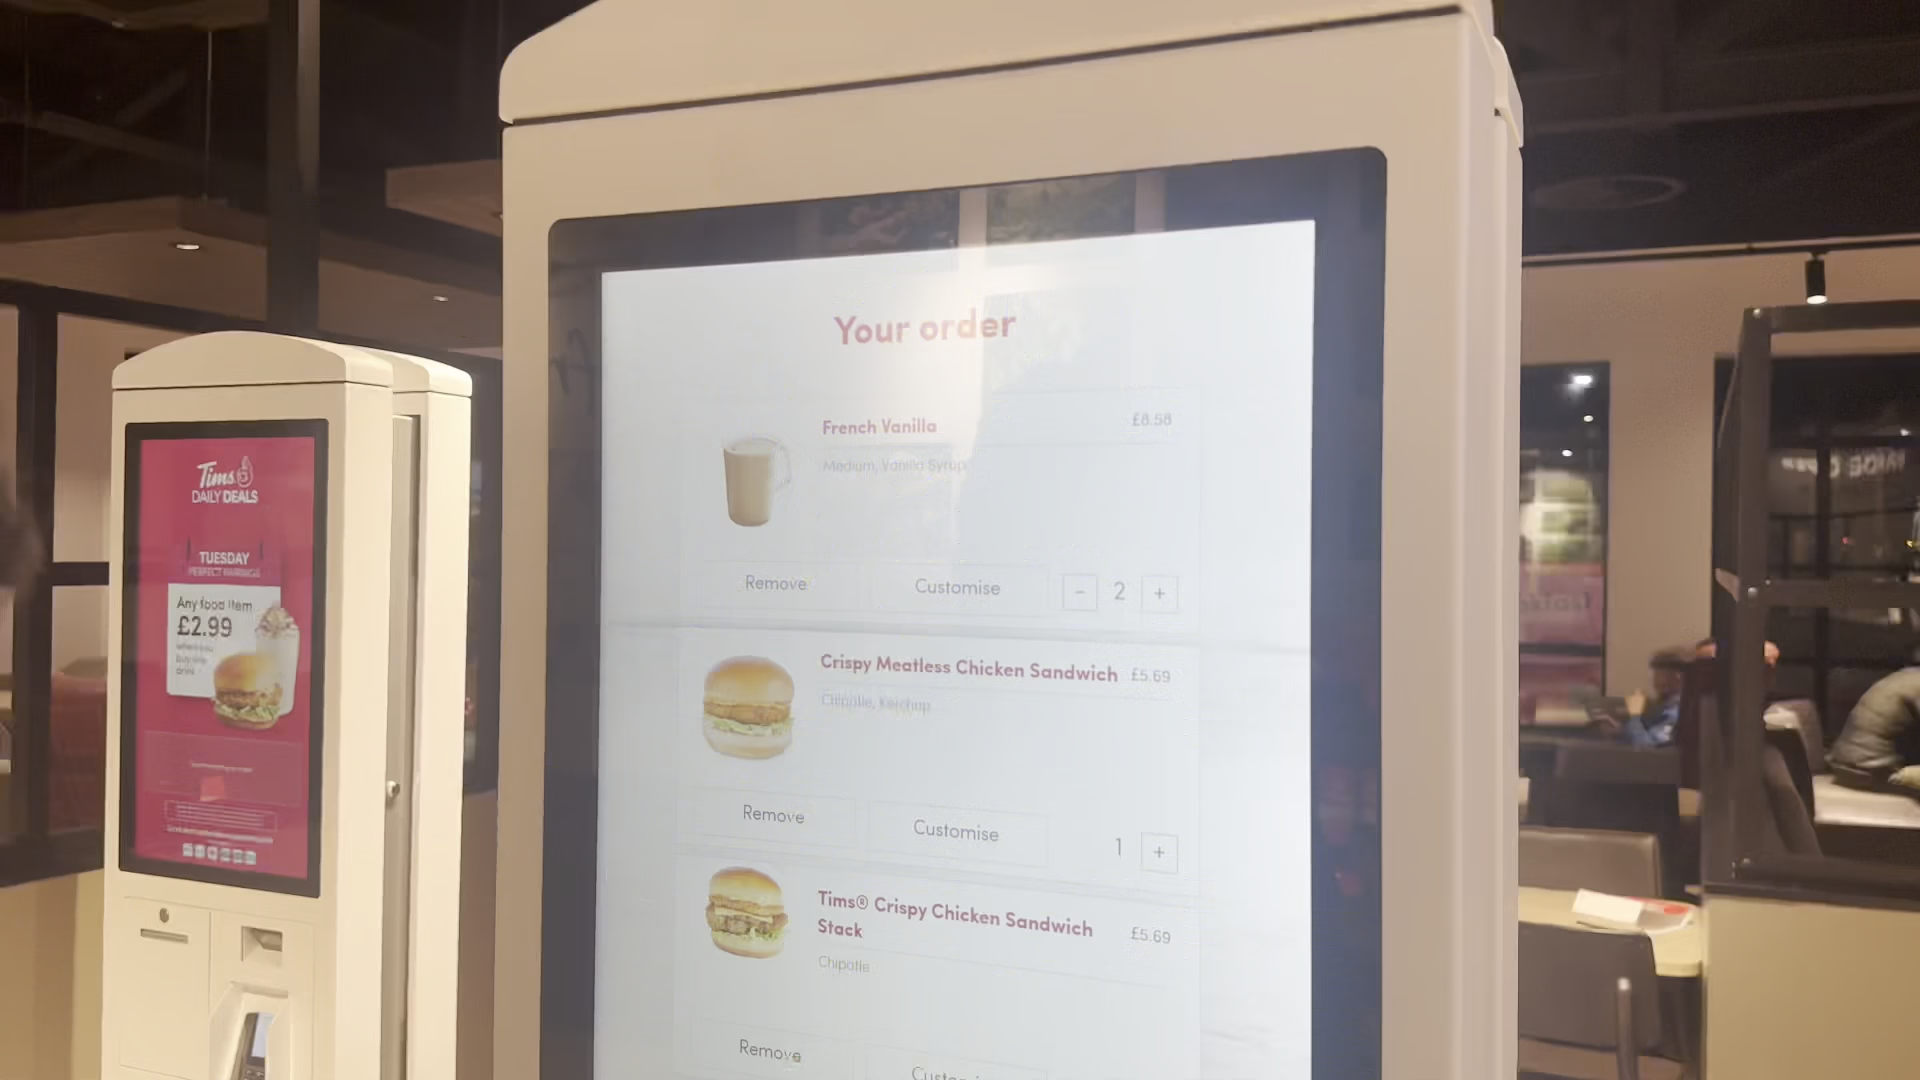 Your order
French Vanilla £8.58
Medium, Vanilla Syrup
Remove Customise - 2 +
Crispy Meatless Chicken Sandwich £5.69
Chipotle, Ketchup
Remove Customise 1 +
Tims® Crispy Chicken Sandwich
Stack £5.69
Chipotle
Remove
Tims
DAILY DEALS
TUESDAY
PERFECT PAIRINGS
Any food item
£2.99
when you
buy any
drink